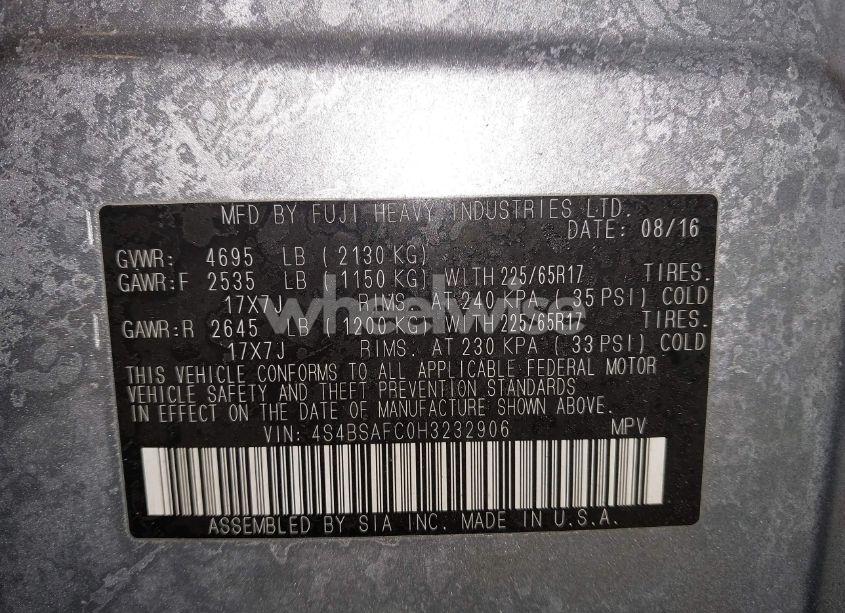 MFD BY FUJI HEAVY INDUSTRIES LTD.
DATE: 08/16
GVWR: 4695 LB ( 2130 KG)
GAWR:F 2535 LB ( 1150 KG) WITH 225/65R17 TIRES.
17X7J RIMS. AT 240 KPA ( 35 PSI) COLD
GAWR:R 2645 LB ( 1200 KG) WITH 225/65R17 TIRES.
17X7J RIMS. AT 230 KPA ( 33 PSI) COLD
THIS VEHICLE CONFORMS TO ALL APPLICABLE FEDERAL MOTOR
VEHICLE SAFETY AND THEFT PREVENTION STANDARDS
IN EFFECT ON THE DATE OF MANUFACTURE SHOWN ABOVE.
VIN: 4S4BSAFC0H3232906 MPV
ASSEMBLED BY SIA INC. MADE IN U.S.A.
wheelwise